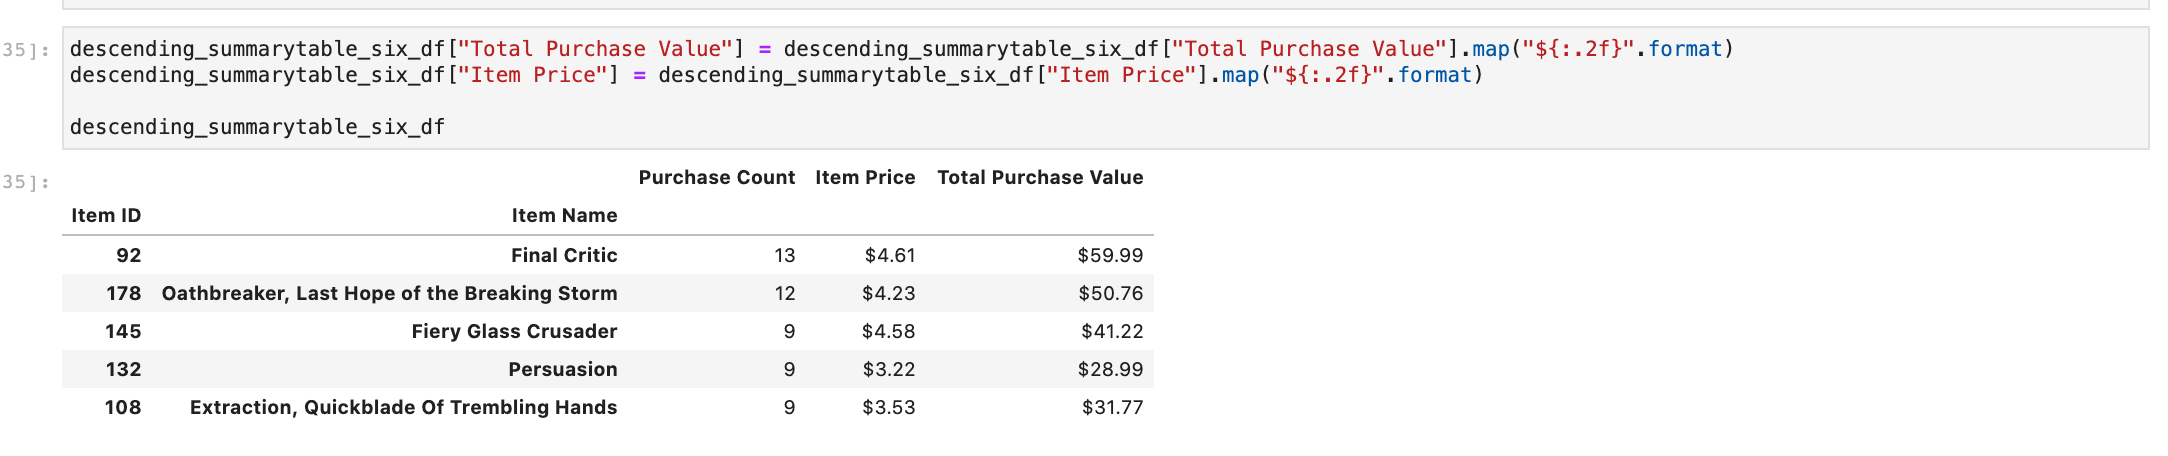 35]:
descending_summarytable_six_df["Total Purchase Value"] = descending_summarytable_six_df["Total Purchase Value"].map("${:.2f}".format)
descending_summarytable_six_df["Item Price"] = descending_summarytable_six_df["Item Price"].map("${:.2f}".format)
descending_summarytable_six_df
35]:
Purchase Count Item Price Total Purchase Value
Item ID Item Name
92 Final Critic 13 $4.61 $59.99
178 Oathbreaker, Last Hope of the Breaking Storm 12 $4.23 $50.76
145 Fiery Glass Crusader 9 $4.58 $41.22
132 Persuasion 9 $3.22 $28.99
108 Extraction, Quickblade Of Trembling Hands 9 $3.53 $31.77